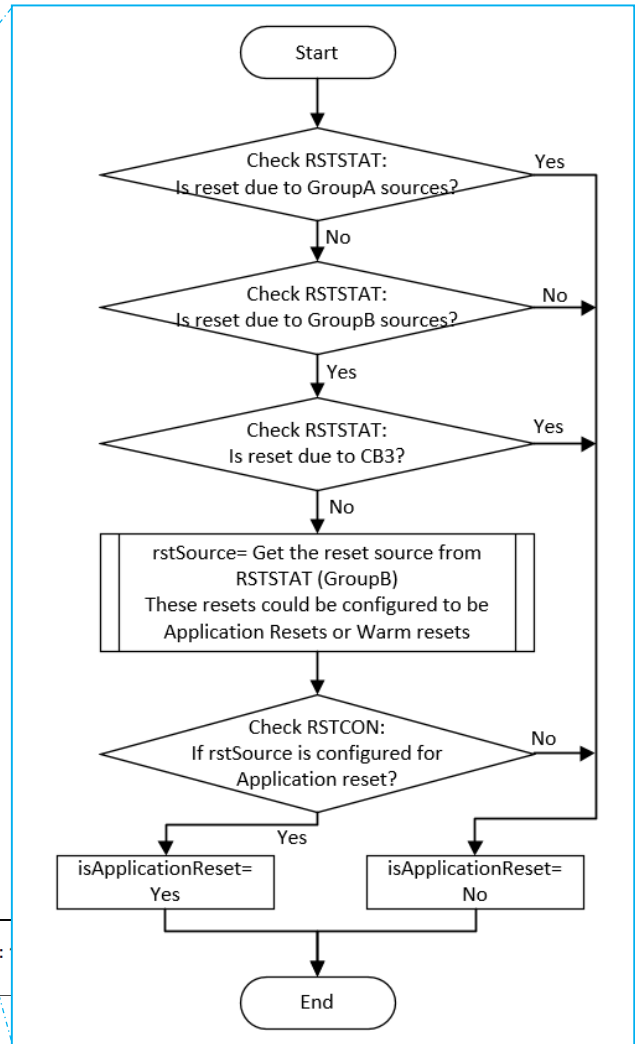 Start
Check RSTSTAT:
Is reset due to GroupA sources?
Yes
No
Check RSTSTAT:
Is reset due to GroupB sources?
No
Yes
Check RSTSTAT:
Is reset due to CB3?
Yes
No
rstSource= Get the reset source from
RSTSTAT (GroupB)
These resets could be configured to be
Application Resets or Warm resets
Check RSTCON:
If rstSource is configured for
Application reset?
No
Yes
isApplicationReset=
Yes
isApplicationReset=
No
End